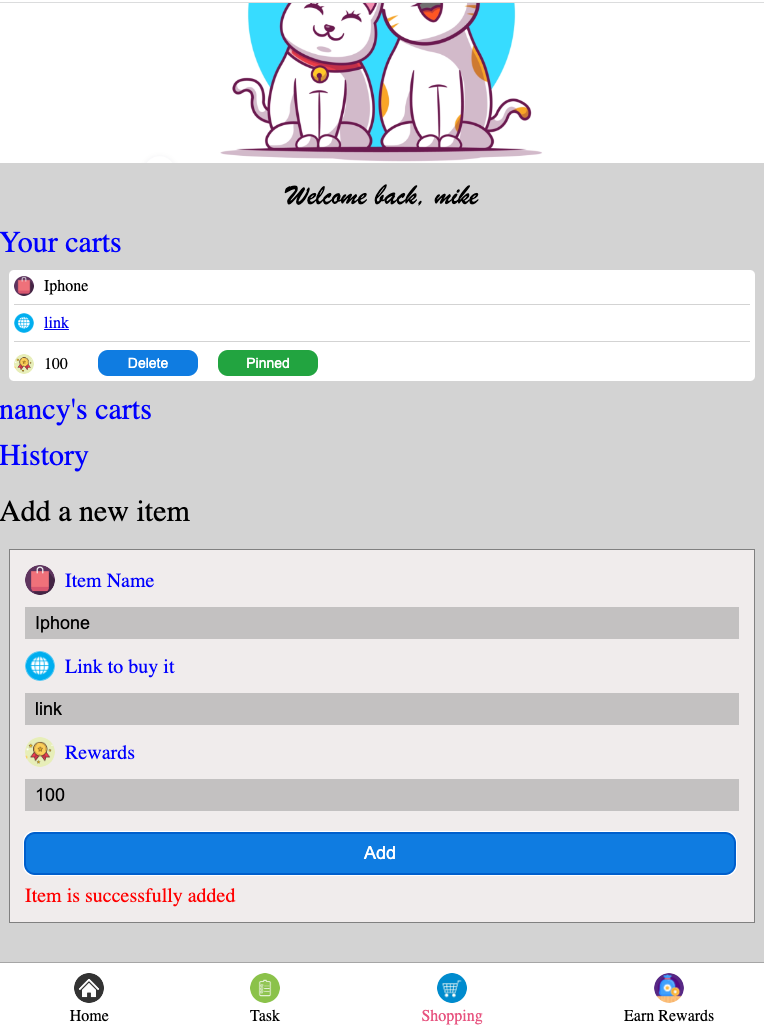 Welcome back, mike
Your carts
Iphone
link
100 Delete Pinned
nancy's carts
History
Add a new item
Item Name
Iphone
Link to buy it
link
Rewards
100
Add
Item is successfully added
Home Task Shopping Earn Rewards